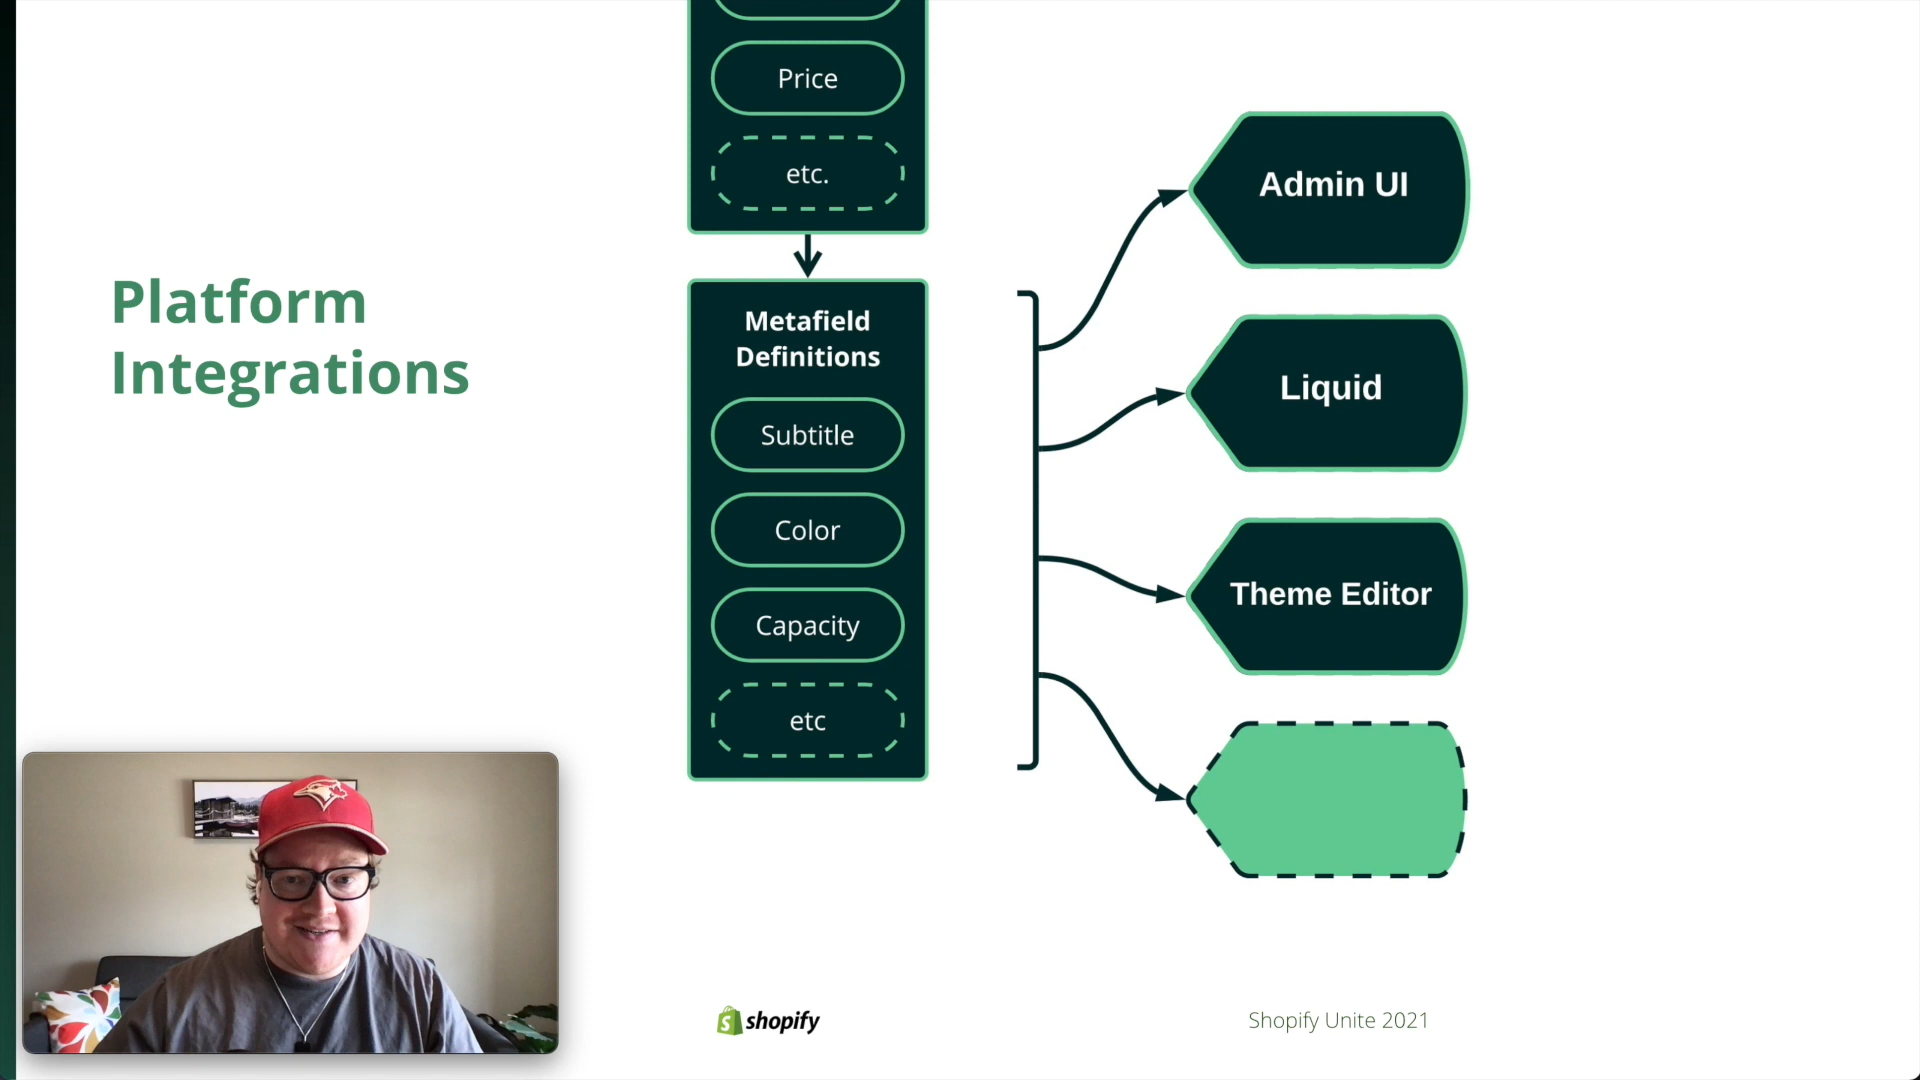 Platform
Integrations
Price
etc.
Metafield
Definitions
Subtitle
Color
Capacity
etc
Admin UI
Liquid
Theme Editor
shopify
Shopify Unite 2021